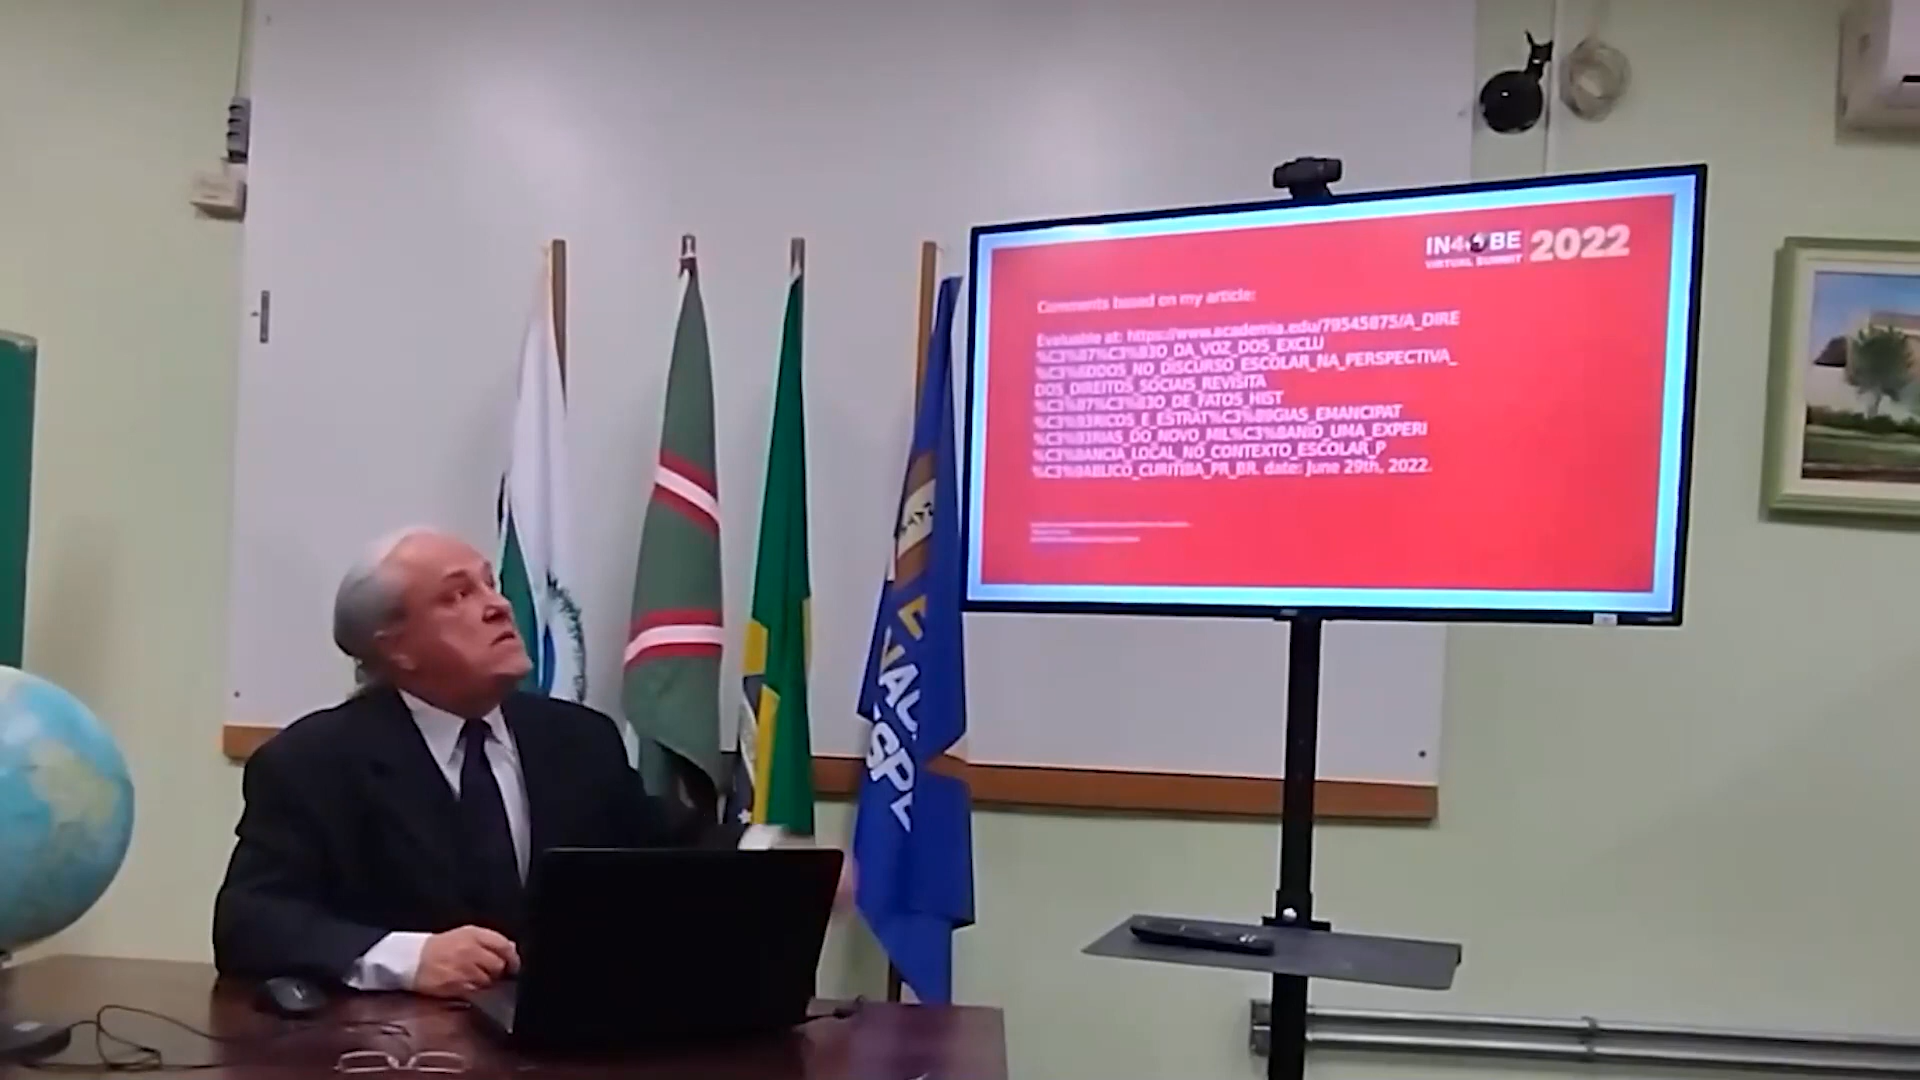 IN4OBE 2022
VIRTUAL SUMMIT
Comments based on my article:
Evaluable at: https://www.academia.edu/79545875/A_DIRE
%C3%87%C3%83O_DA_VOZ_DOS_EXCLU
%C3%8DDOS_NO_DISCURSO_ESCOLAR_NA_PERSPECTIVA_
DOS_DIREITOS_SOCIAIS_REVISITA
%C3%87%C3%83O_DE_FATOS_HIST
%C3%93RICOS_E_ESTRAT%C3%89GIAS_EMANCIPAT
%C3%93RIAS_DO_NOVO_MIL%C3%8ANIO_UMA_EXPERI
%C3%8ANCIA_LOCAL_NO_CONTEXTO_ESCOLAR_P
%C3%9ABLICO_CURITIBA_PR_BR. date: June 29th, 2022.